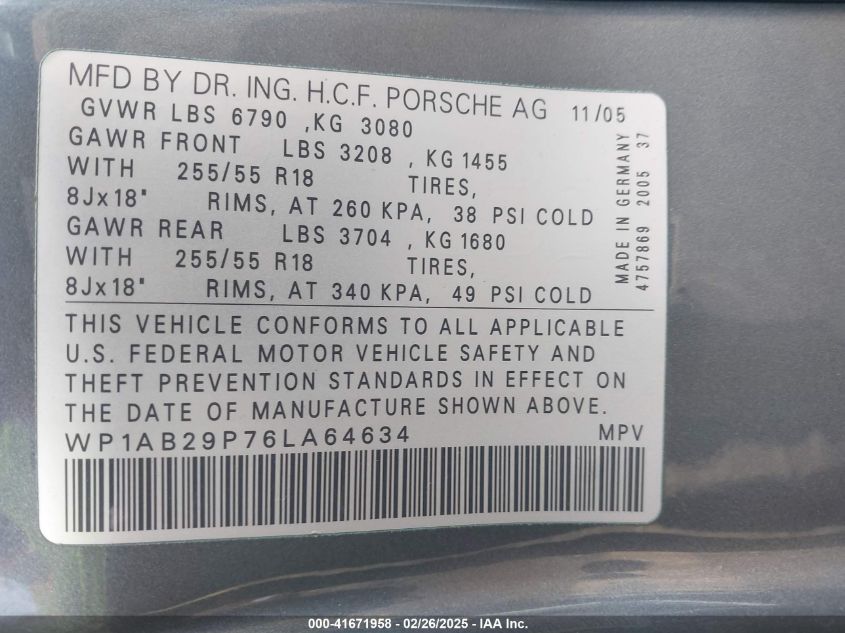 MFD BY DR. ING. H.C.F. PORSCHE AG 11/05
GVWR LBS 6790 ,KG 3080
GAWR FRONT LBS 3208 , KG 1455
WITH 255/55 R18 TIRES,
8Jx18" RIMS, AT 260 KPA, 38 PSI COLD
GAWR REAR LBS 3704 , KG 1680
WITH 255/55 R18 TIRES,
8Jx18" RIMS, AT 340 KPA, 49 PSI COLD
MADE IN GERMANY
4757869 2005 37
THIS VEHICLE CONFORMS TO ALL APPLICABLE
U.S. FEDERAL MOTOR VEHICLE SAFETY AND
THEFT PREVENTION STANDARDS IN EFFECT ON
THE DATE OF MANUFACTURE SHOWN ABOVE.
WP1AB29P76LA64634 MPV
000-41671958 - 02/26/2025 - IAA Inc.